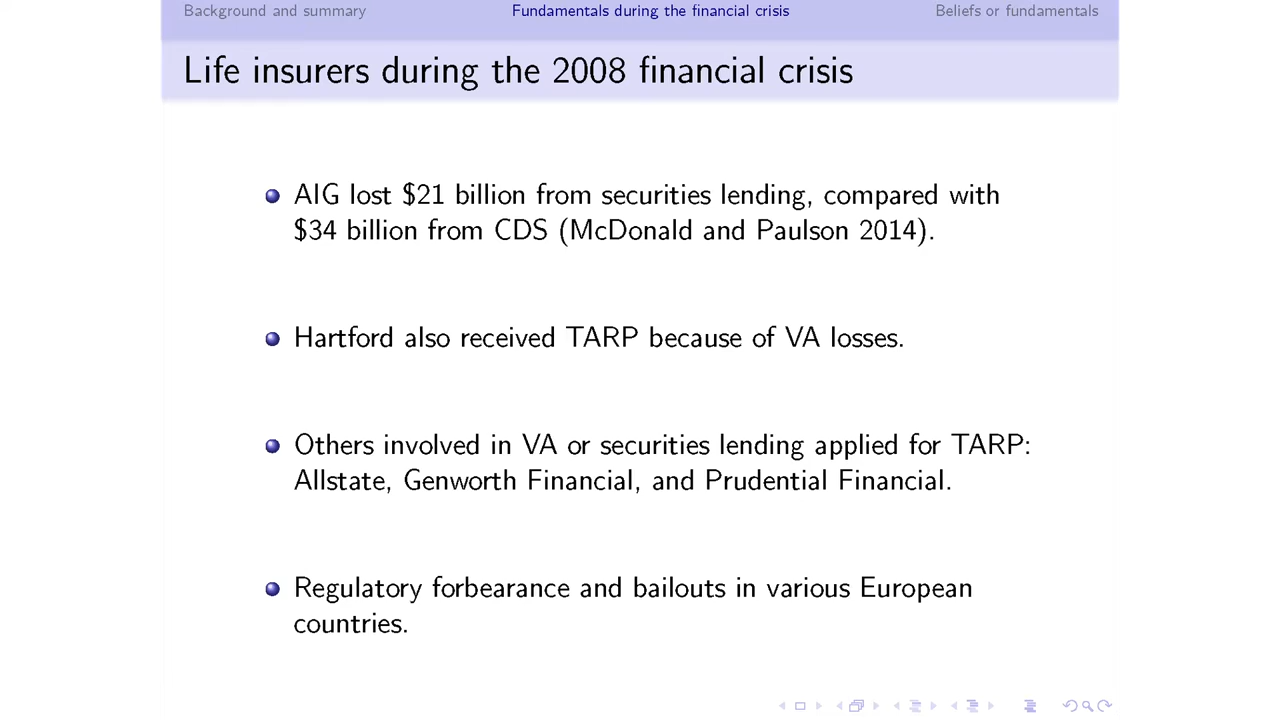 Background and summary Fundamentals during the financial crisis Beliefs or fundamentals
Life insurers during the 2008 financial crisis
AIG lost $21 billion from securities lending, compared with
$34 billion from CDS (McDonald and Paulson 2014).
Hartford also received TARP because of VA losses.
Others involved in VA or securities lending applied for TARP:
Allstate, Genworth Financial, and Prudential Financial.
Regulatory forbearance and bailouts in various European
countries.